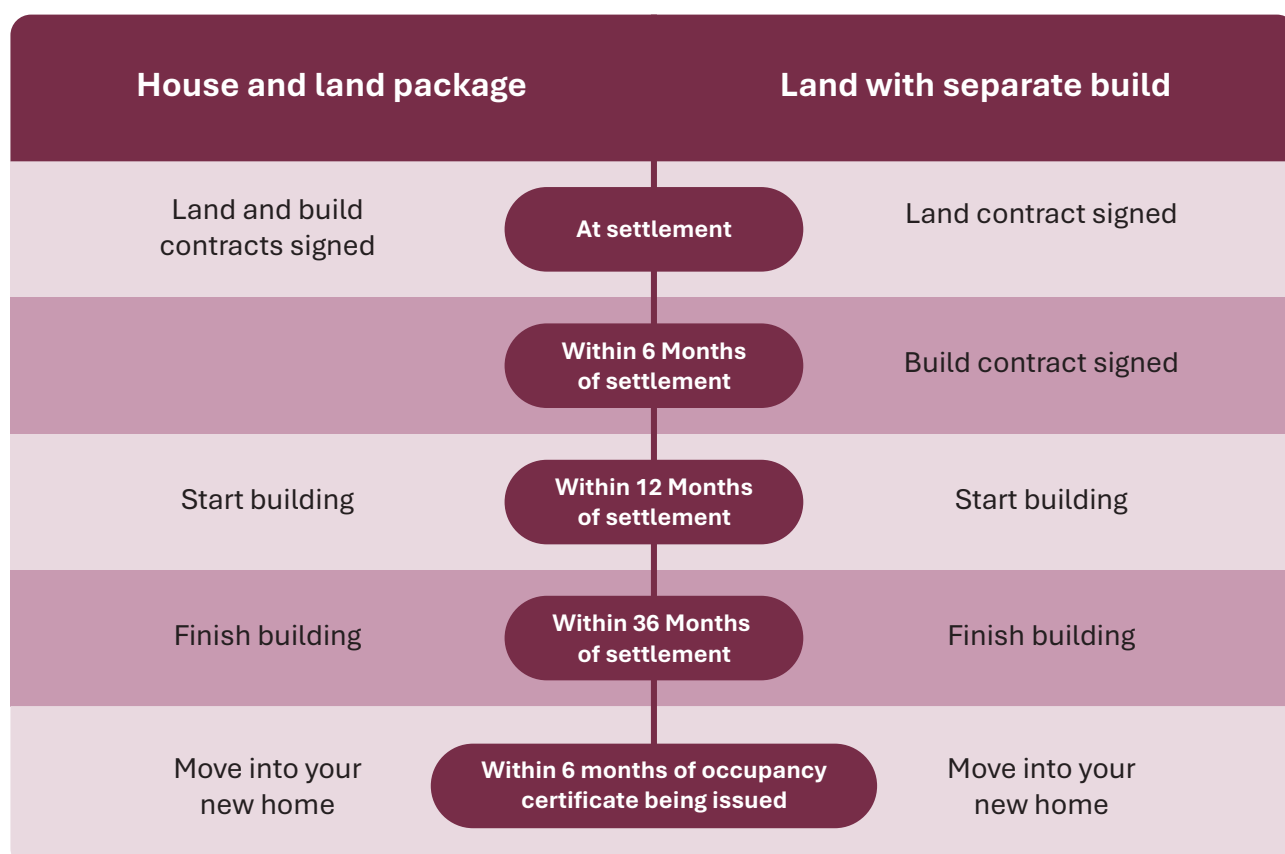 House and land package
Land with separate build
Land and build
contracts signed
At settlement
Land contract signed
Within 6 Months
of settlement
Build contract signed
Start building
Within 12 Months
of settlement
Start building
Finish building
Within 36 Months
of settlement
Finish building
Move into your
new home
Within 6 months of occupancy
certificate being issued
Move into your
new home